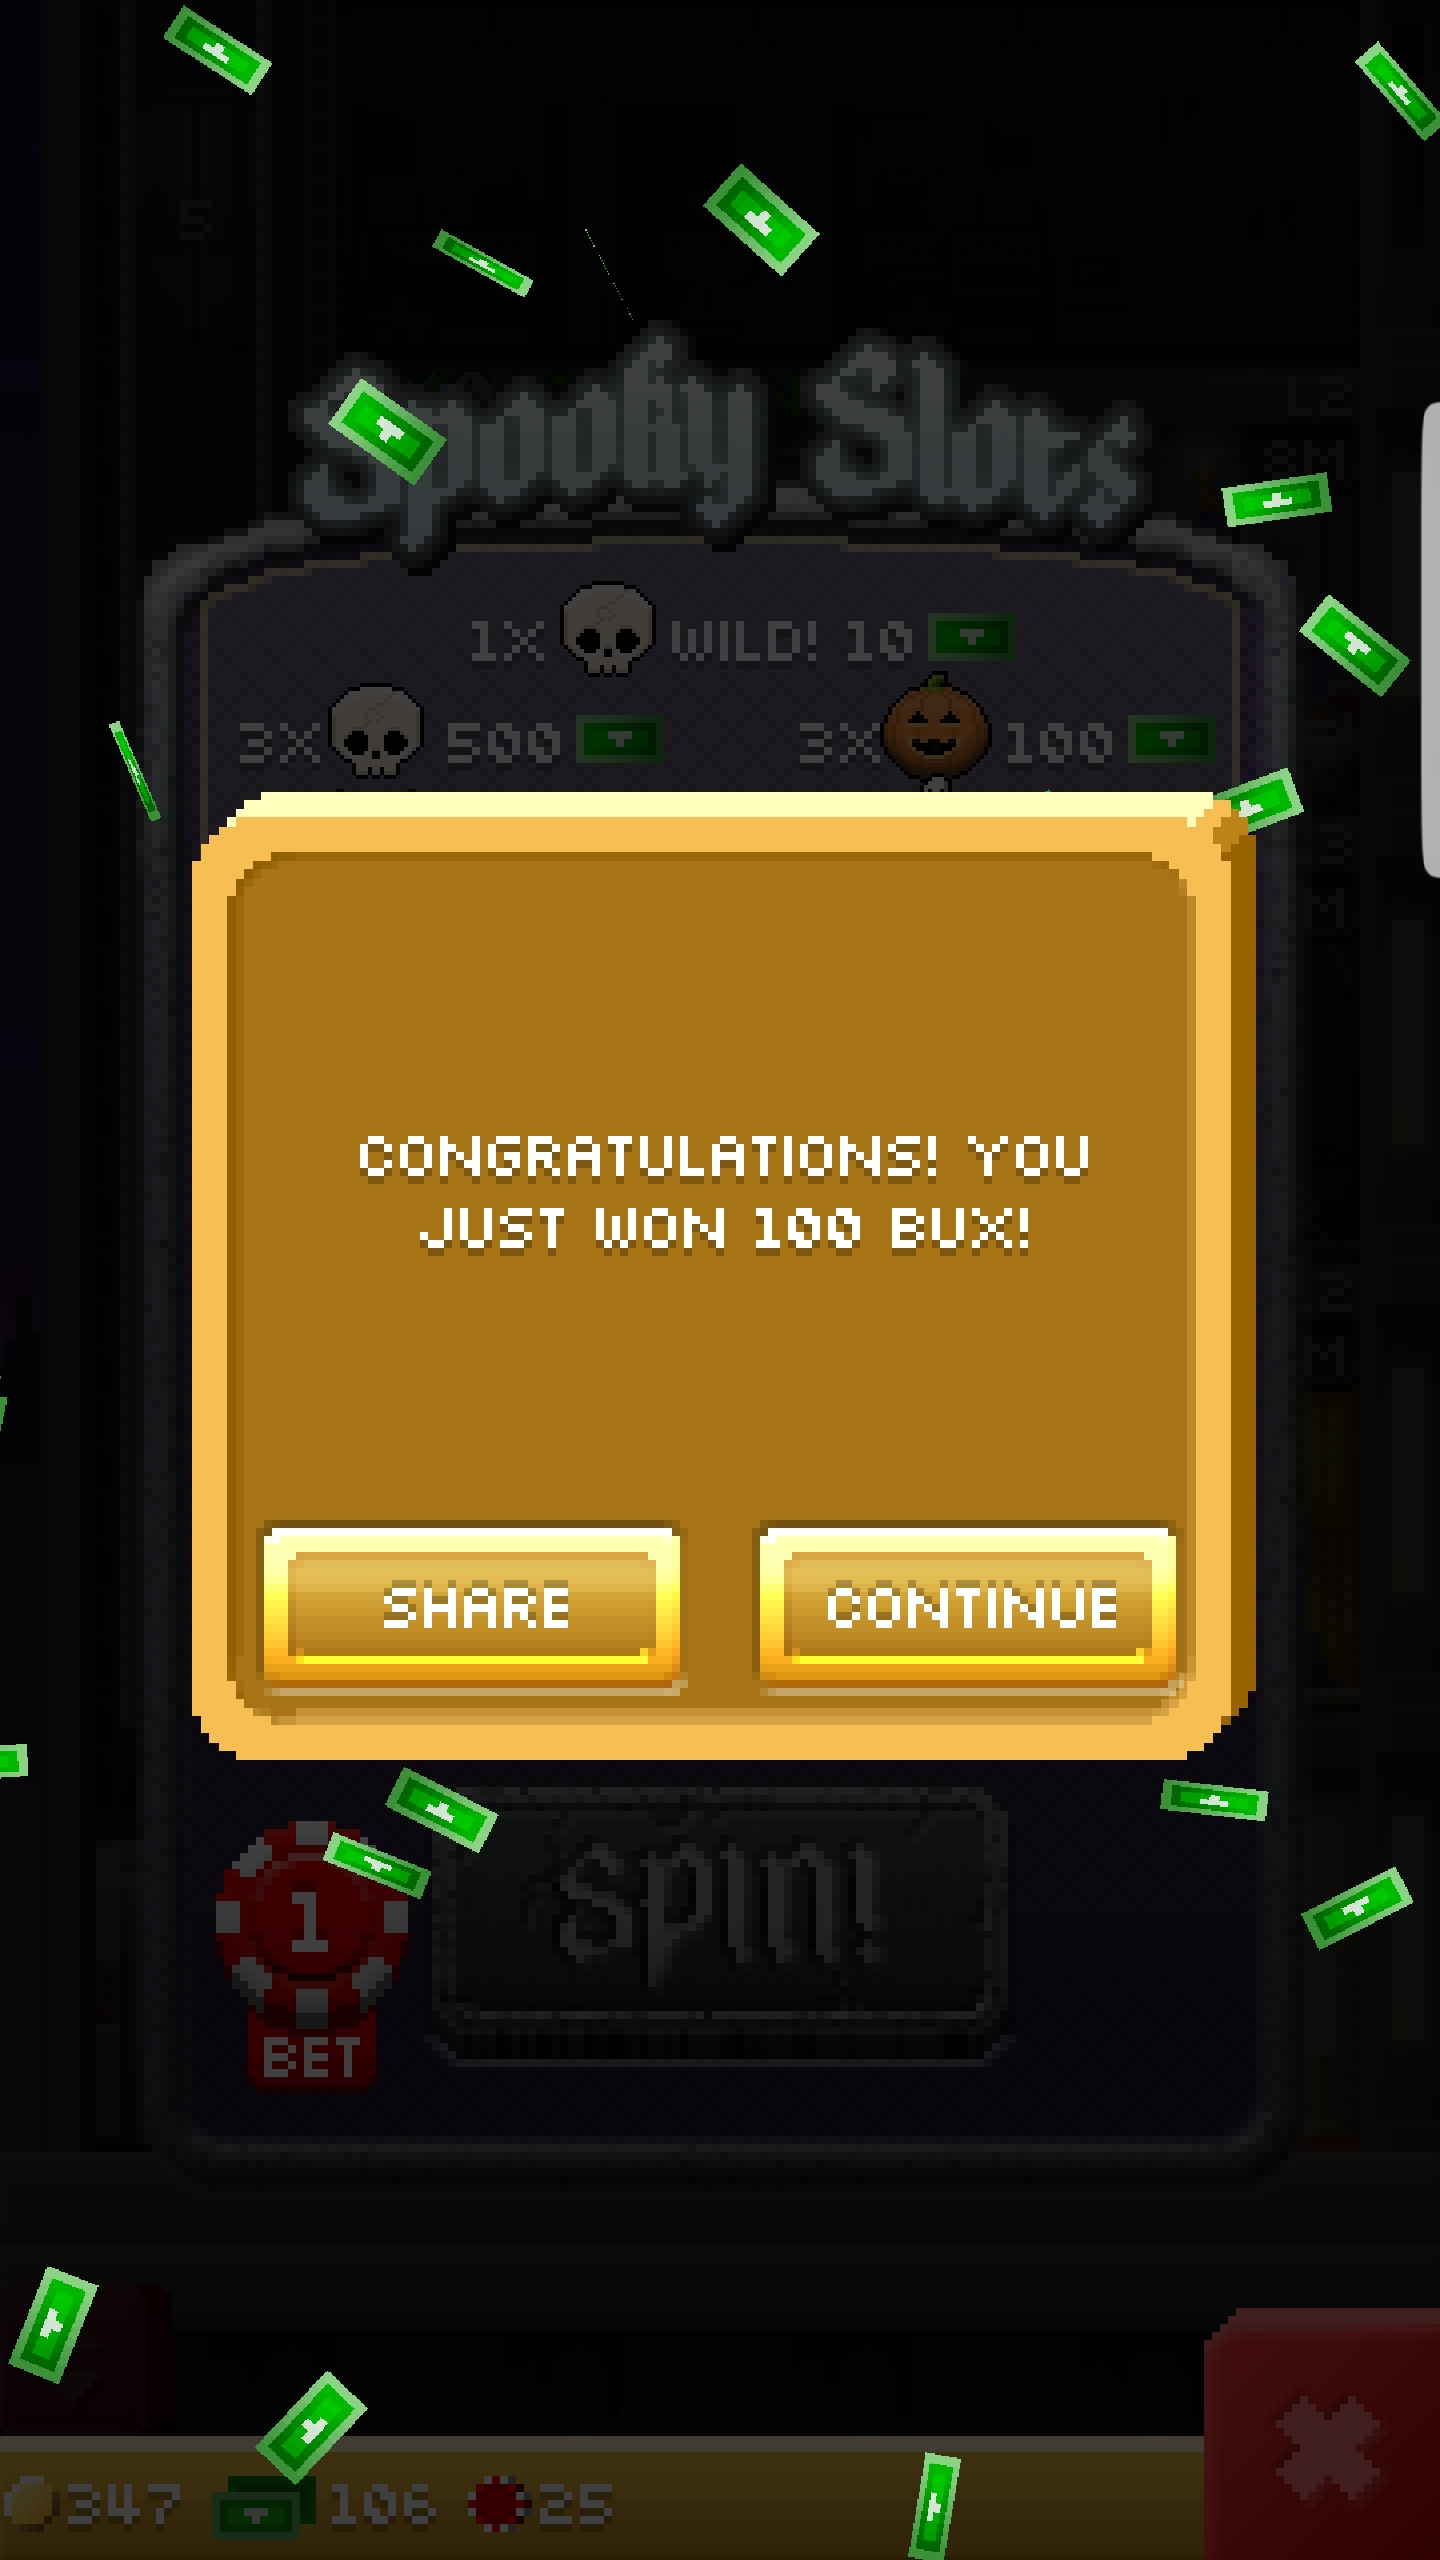 Spooky Slots
1X WILD! 10
3X 500 3X 100
CONGRATULATIONS! YOU
JUST WON 100 BUX!
SHARE CONTINUE
1
BET
SPIN!
347 106 25